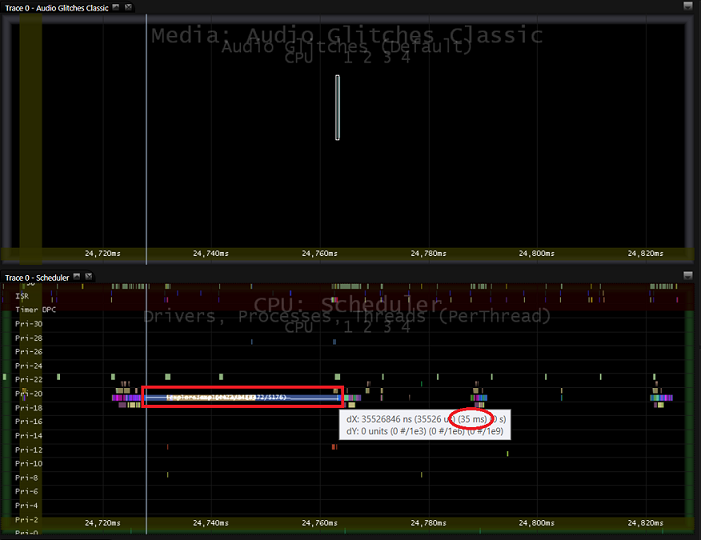 Trace 0 - Audio Glitches Classic
Media: Audio Glitches Classic
Audio Glitches (Default)
CPU 1 2 3 4
24,720ms 24,740ms 24,760ms 24,780ms 24,800ms 24,820ms
Trace 0 - Scheduler
ISR
Timer DPC
CPU: Scheduler
Drivers, Processes, Threads (PerThread)
CPU 1 2 3 4
Pri-30
Pri-28
Pri-26
Pri-24
Pri-22
Pri-20
Pri-18
Pri-16
Pri-14
Pri-12
Pri-10
Pri-8
Pri-6
Pri-4
Pri-2
Pri-0
dX: 35526846 ns (35526 u ) (35 ms) (0 s)
dY: 0 units (0 #/1e3) (0 #/1e6) (0 #/1e9)
24,720ms 24,740ms 24,760ms 24,780ms 24,800ms 24,820ms